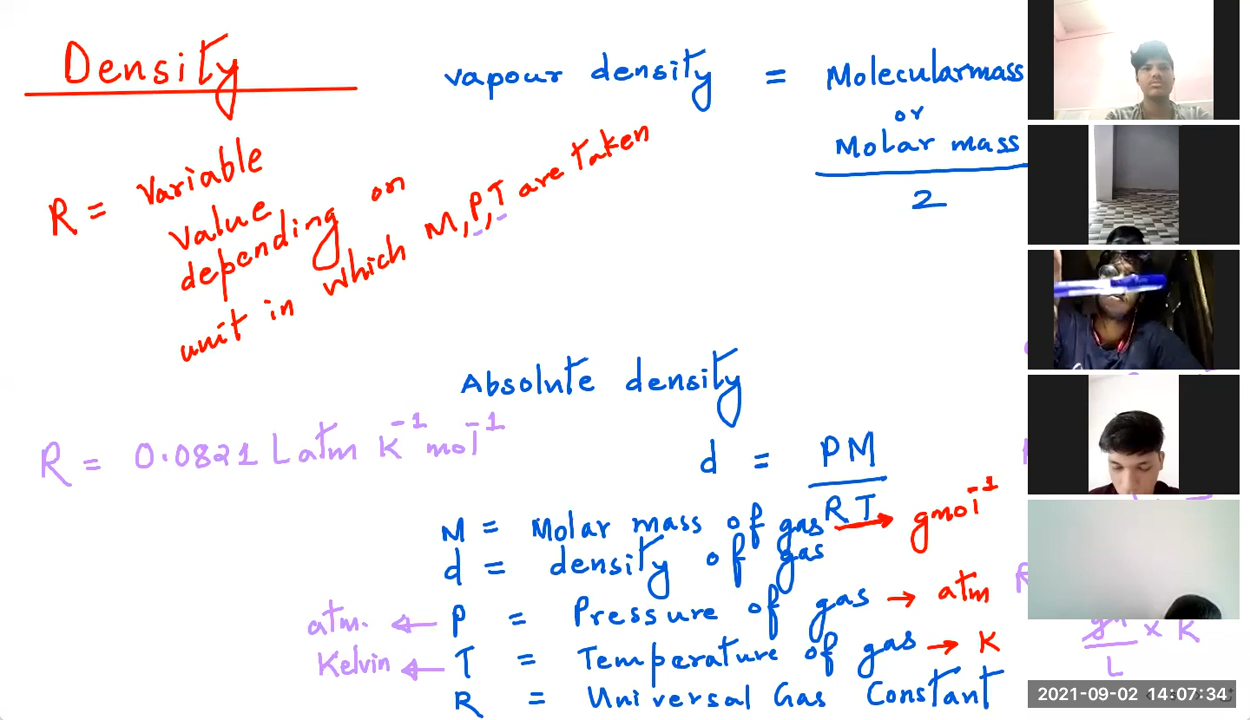 Density
vapour density = Molecularmass
or
Molar mass
2
R = Variable
value
depending on
unit in which M, P, T are taken
Absolute density
R = 0.0821 L atm K⁻¹ mol⁻¹
d = PM
RT
M = Molar mass of gas → gmol⁻¹
d = density of gas
atm. ← P = Pressure of gas → atm
Kelvin ← T = Temperature of gas → K
R = Universal Gas Constant
× K
L
2021-09-02 14:07:34